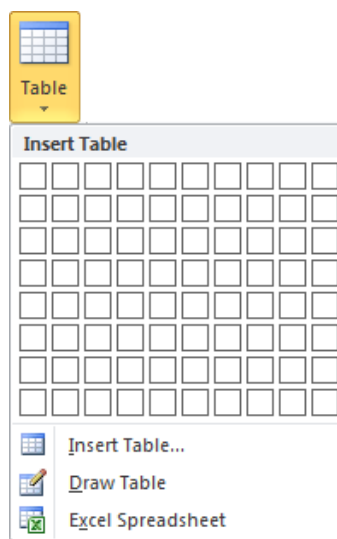 Table
Insert Table
Insert Table...
Draw Table
Excel Spreadsheet